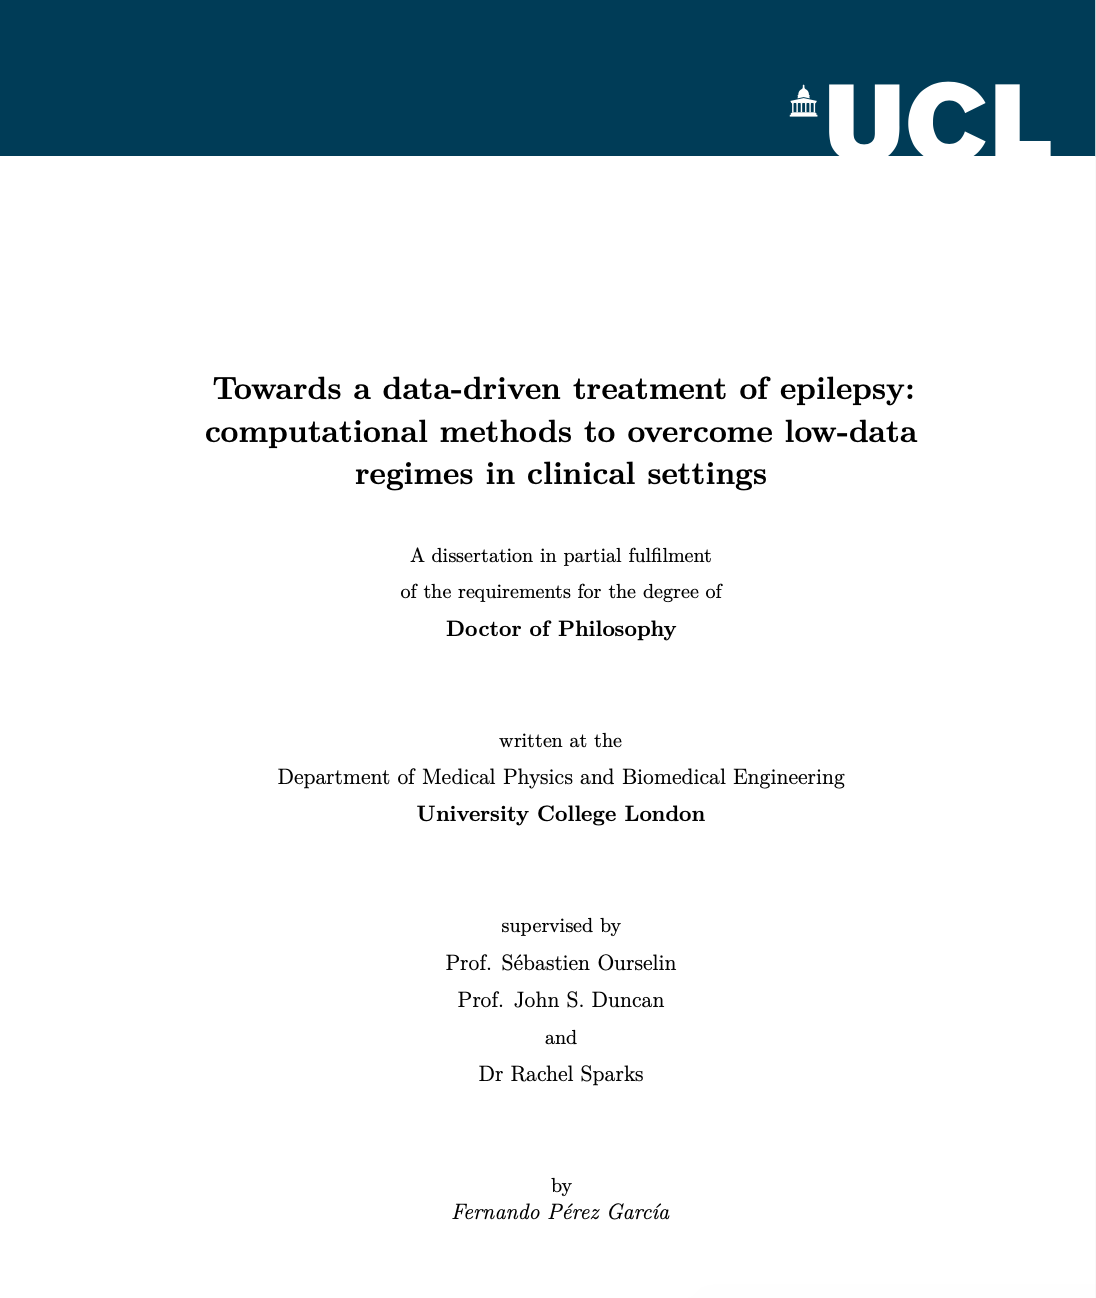 UCL
Towards a data-driven treatment of epilepsy:
computational methods to overcome low-data
regimes in clinical settings
A dissertation in partial fulfilment
of the requirements for the degree of
Doctor of Philosophy
written at the
Department of Medical Physics and Biomedical Engineering
University College London
supervised by
Prof. Sébastien Ourselin
Prof. John S. Duncan
and
Dr Rachel Sparks
by
Fernando Pérez García